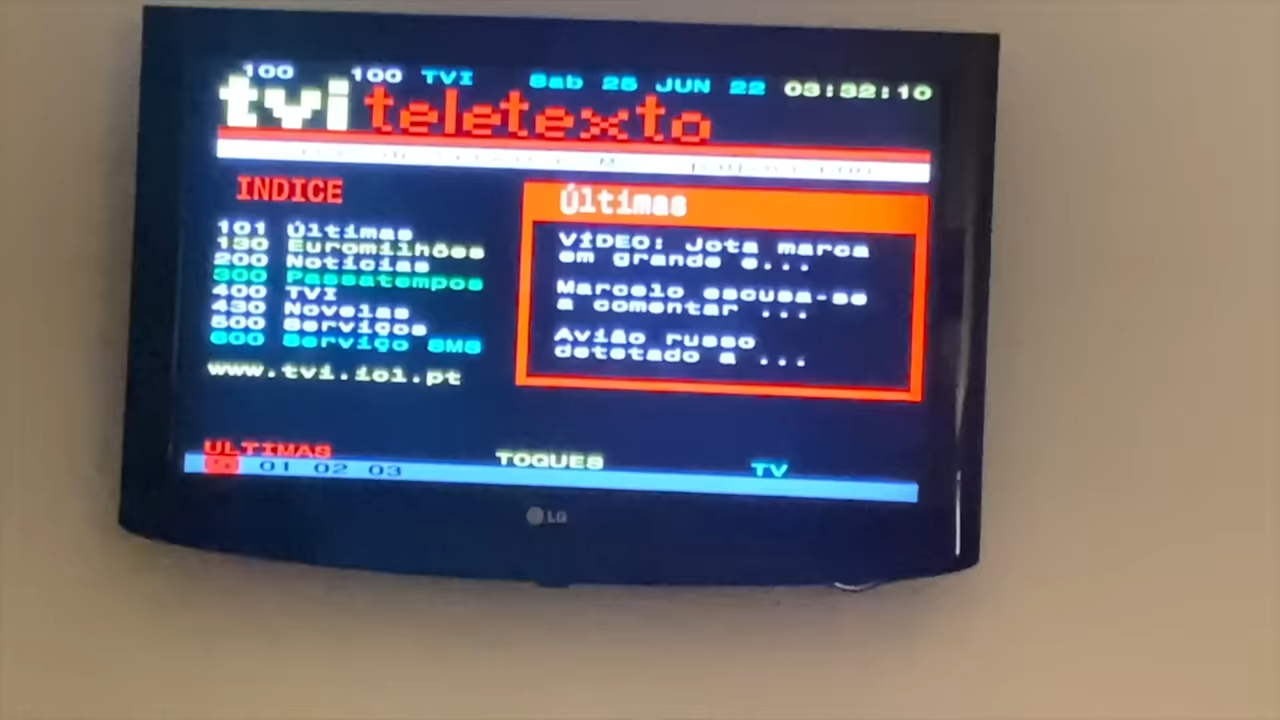 100 100 TVI Sab 25 JUN 22 03:32:10
tvi teletexto
INDICE
101 Últimas
130 Euromilhões
200 Notícias
300 Passatempos
400 TVI
430 Novelas
500 Serviços
600 Serviço SMS
www.tvi.iol.pt
Últimas
VÍDEO: Jota marca
em grande e...
Marcelo escusa-se
a comentar ...
Avião russo
detetado a ...
ULTIMAS TOQUES TV
01 02 03
LG